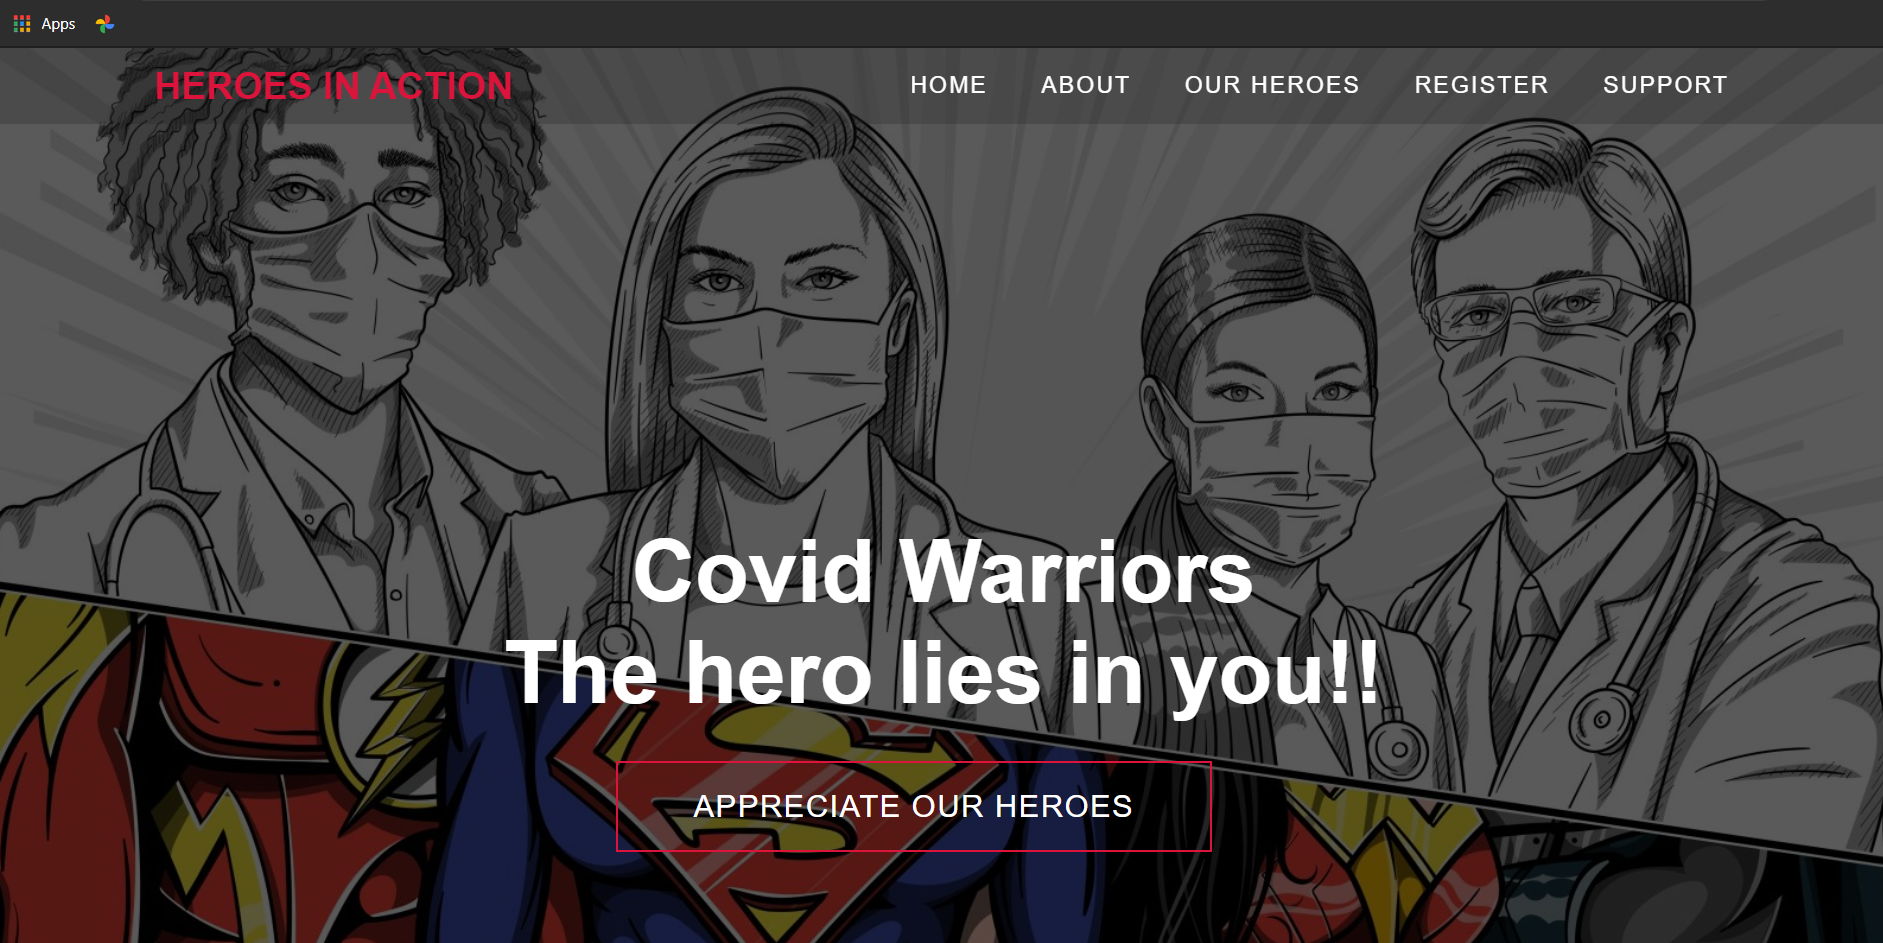 Apps
HEROES IN ACTION
HOME ABOUT OUR HEROES REGISTER SUPPORT
Covid Warriors
The hero lies in you!!
APPRECIATE OUR HEROES